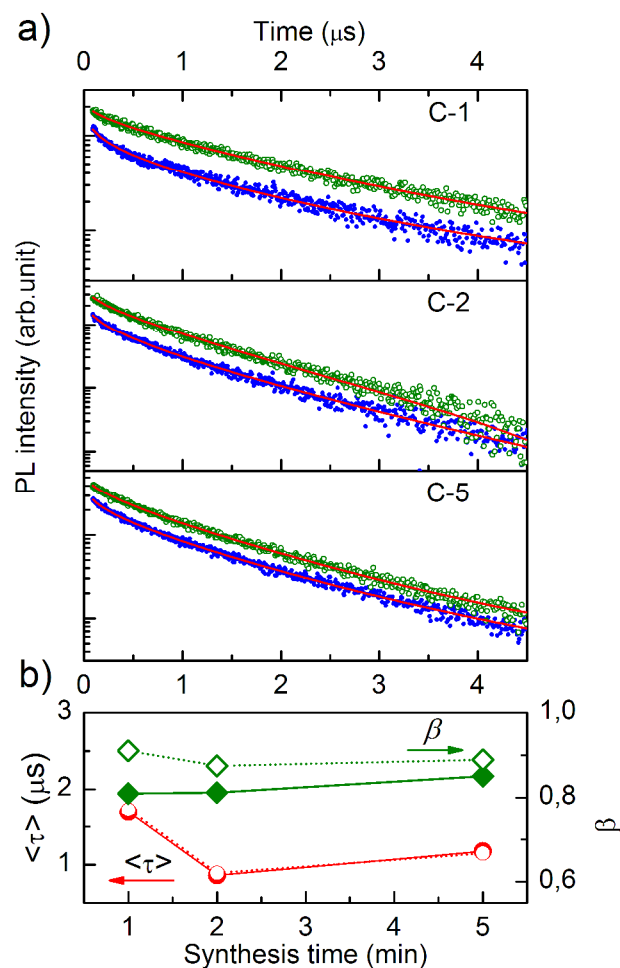 a)
Time (μs)
0 1 2 3 4
C-1
C-2
C-5
PL intensity (arb.unit)
0 1 2 3 4
b)
3
2
1
<τ> (μs)
β
<τ>
1,0
0,8
0,6
β
1 2 3 4 5
Synthesis time (min)